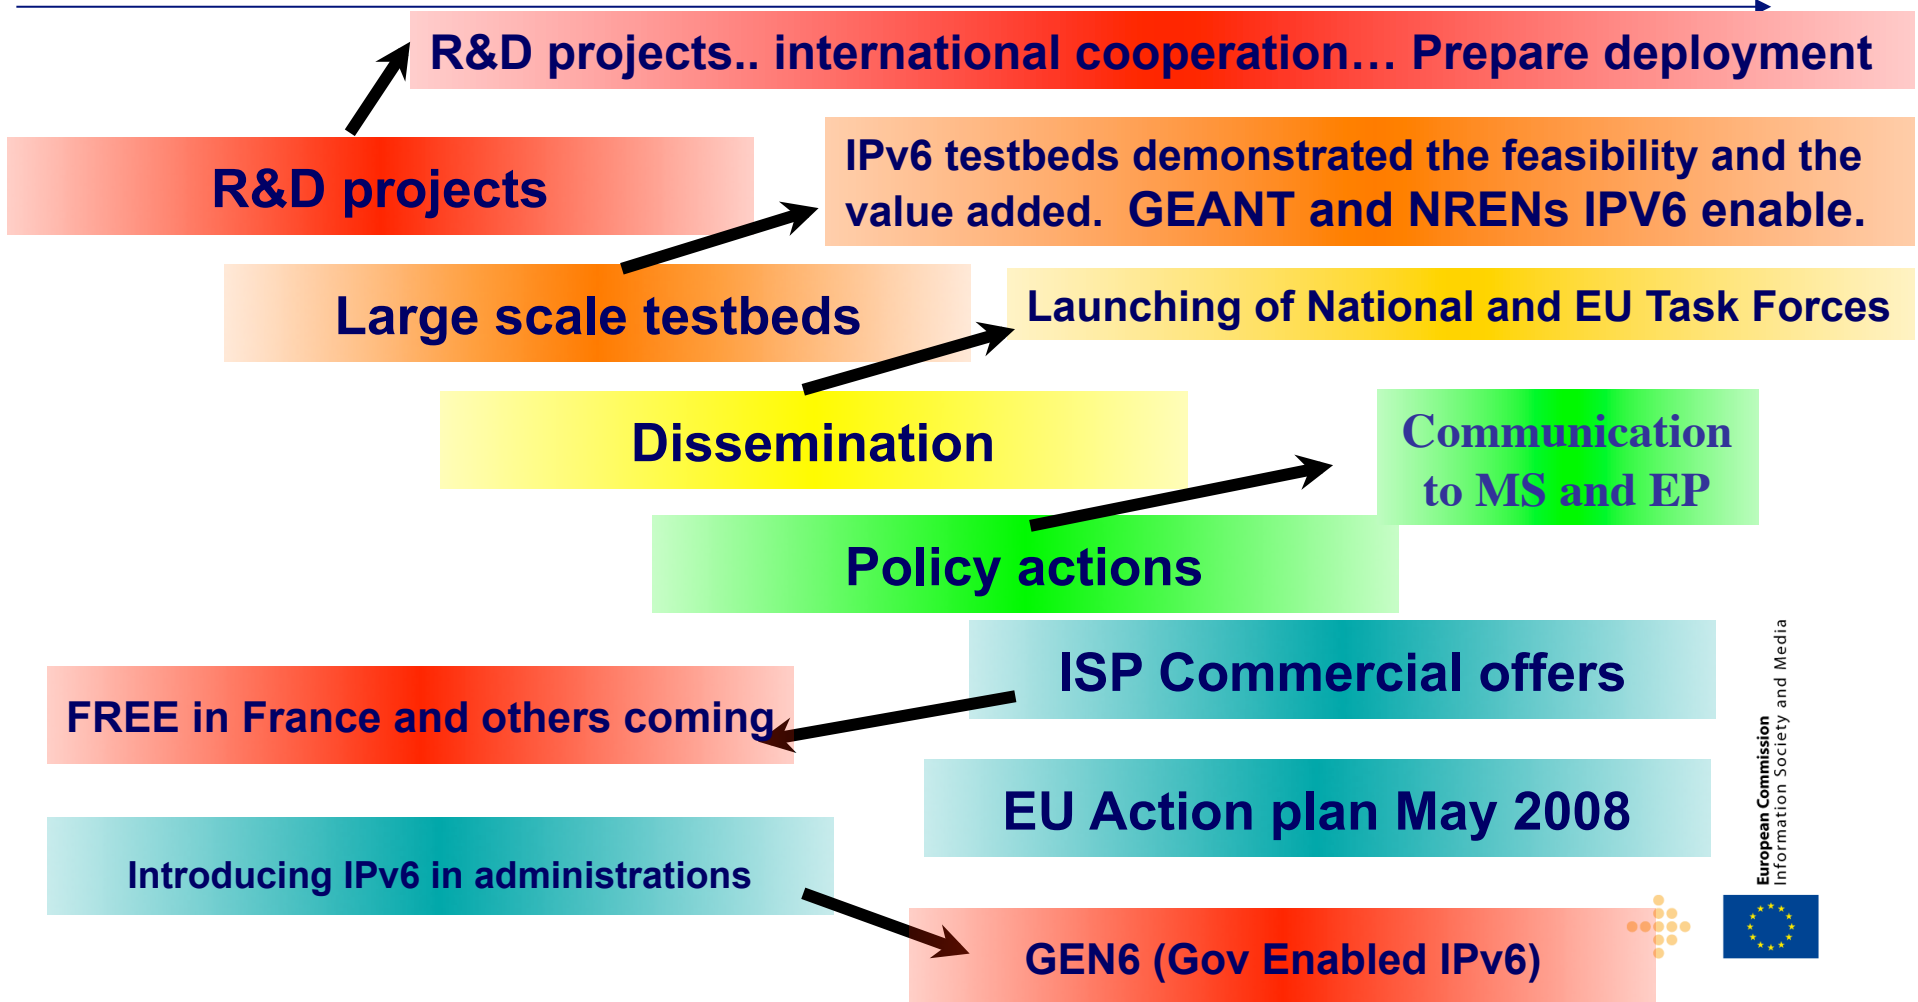 R&D projects.. international cooperation… Prepare deployment
R&D projects
IPv6 testbeds demonstrated the feasibility and the
value added. GEANT and NRENs IPV6 enable.
Large scale testbeds
Launching of National and EU Task Forces
Dissemination
Communication
to MS and EP
Policy actions
ISP Commercial offers
FREE in France and others coming
EU Action plan May 2008
Introducing IPv6 in administrations
GEN6 (Gov Enabled IPv6)
European Commission
Information Society and Media